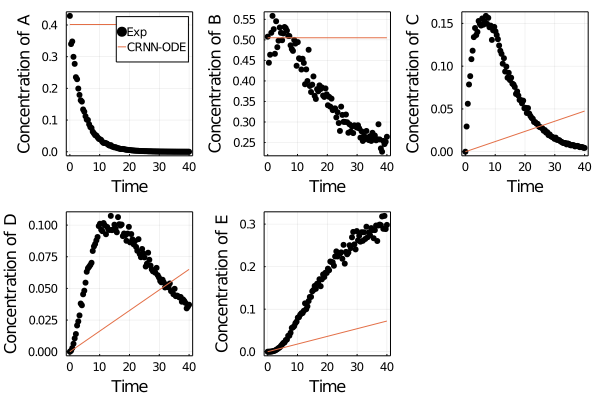 Concentration of A
0.4
0.3
0.2
0.1
0.0
0 10 20 30 40
Time
Exp
CRNN-ODE
Concentration of B
0.55
0.50
0.45
0.40
0.35
0.30
0.25
0 10 20 30 40
Time
Concentration of C
0.15
0.10
0.05
0.00
0 10 20 30 40
Time
Concentration of D
0.100
0.075
0.050
0.025
0.000
0 10 20 30 40
Time
Concentration of E
0.3
0.2
0.1
0.0
0 10 20 30 40
Time